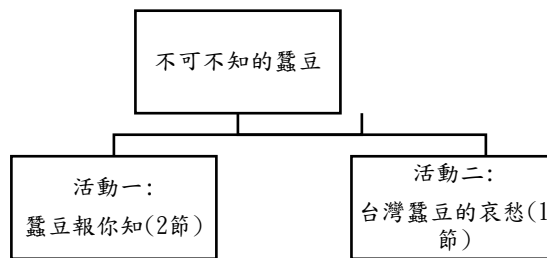 不可不知的蠶豆
活動一:
蠶豆報你知(2節)
活動二:
台灣蠶豆的哀愁(1
節)